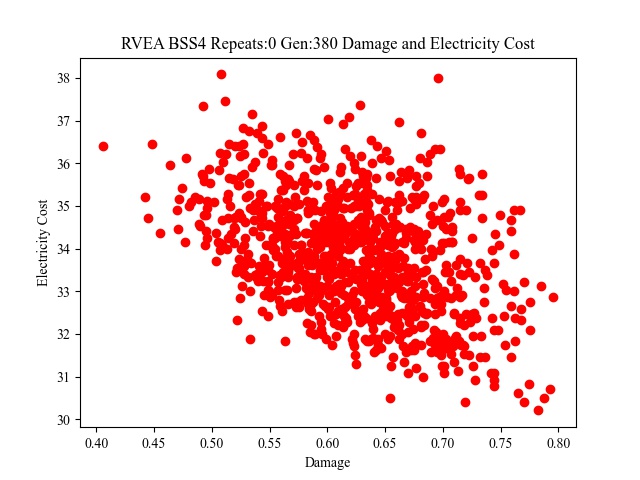 RVEA BSS4 Repeats:0 Gen:380 Damage and Electricity Cost
38
37
36
35
34
33
32
31
30
Electricity Cost
0.40 0.45 0.50 0.55 0.60 0.65 0.70 0.75 0.80
Damage